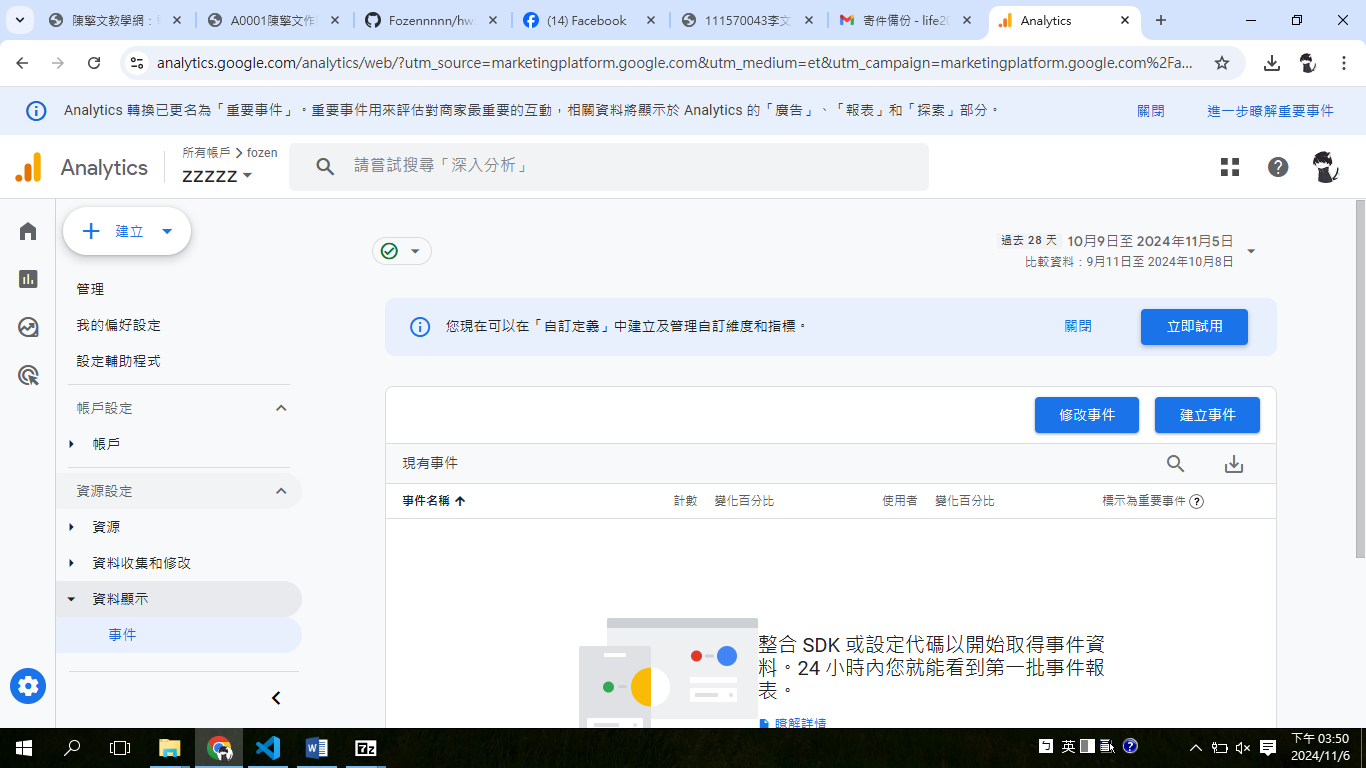 陳擎文教學網：
A0001陳擎文作
Fozennnnn/hw
(14) Facebook
111570043李文
寄件備份 - life20
Analytics
analytics.google.com/analytics/web/?utm_source=marketingplatform.google.com&utm_medium=et&utm_campaign=marketingplatform.google.com%2Fa...
Analytics 轉換已更名為「重要事件」。重要事件用來評估對商家最重要的互動，相關資料將顯示於 Analytics 的「廣告」、「報表」和「探索」部分。
關閉
進一步瞭解重要事件
Analytics
所有帳戶 > fozen
zzzzz
請嘗試搜尋「深入分析」
建立
管理
我的偏好設定
設定輔助程式
帳戶設定
帳戶
資源設定
資源
資料收集和修改
資料顯示
事件
過去 28 天 10月9日至 2024年11月5日
比較資料：9月11日至 2024年10月8日
您現在可以在「自訂定義」中建立及管理自訂維度和指標。
關閉
立即試用
修改事件
建立事件
現有事件
事件名稱
計數
變化百分比
使用者
變化百分比
標示為重要事件
整合 SDK 或設定代碼以開始取得事件資
料。24 小時內您就能看到第一批事件報
表。
瞭解詳情
英
下午 03:50
2024/11/6